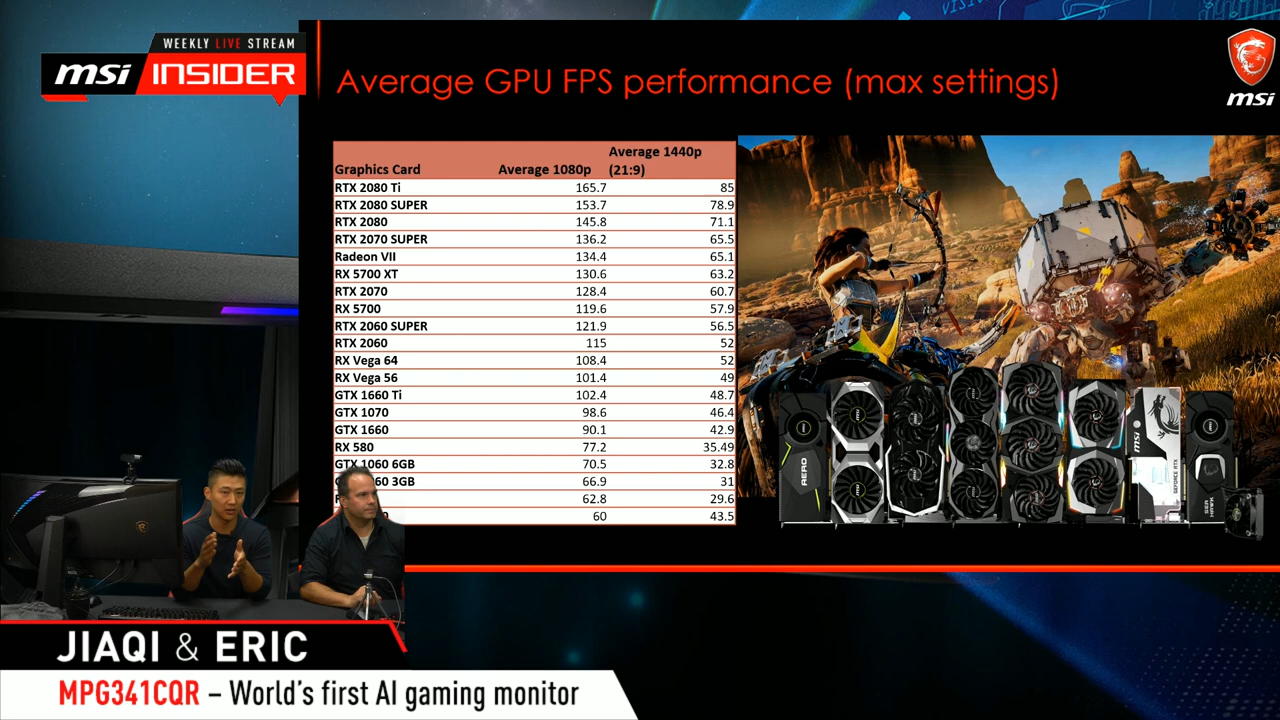 WEEKLY LIVE STREAM
msi INSIDER
Average GPU FPS performance (max settings)
msi
Graphics Card Average 1080p Average 1440p (21:9)
RTX 2080 Ti 165.7 85
RTX 2080 SUPER 153.7 78.9
RTX 2080 145.8 71.1
RTX 2070 SUPER 136.2 65.5
Radeon VII 134.4 65.1
RX 5700 XT 130.6 63.2
RTX 2070 128.4 60.7
RX 5700 119.6 57.9
RTX 2060 SUPER 121.9 56.5
RTX 2060 115 52
RX Vega 64 108.4 52
RX Vega 56 101.4 49
GTX 1660 Ti 102.4 48.7
GTX 1070 98.6 46.4
GTX 1660 90.1 42.9
RX 580 77.2 35.49
GTX 1060 6GB 70.5 32.8
60 3GB 66.9 31
62.8 29.6
60 43.5
AERO
msi
GEFORCE RTX
JIAQI & ERIC
MPG341CQR – World's first AI gaming monitor